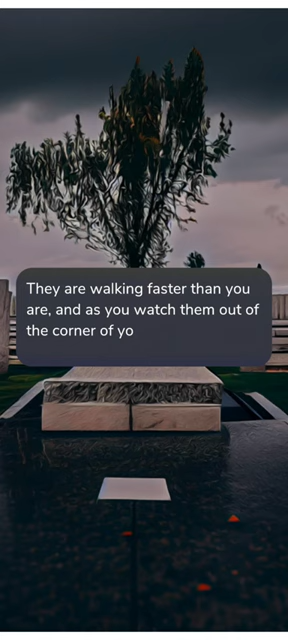 They are walking faster than you
are, and as you watch them out of
the corner of yo